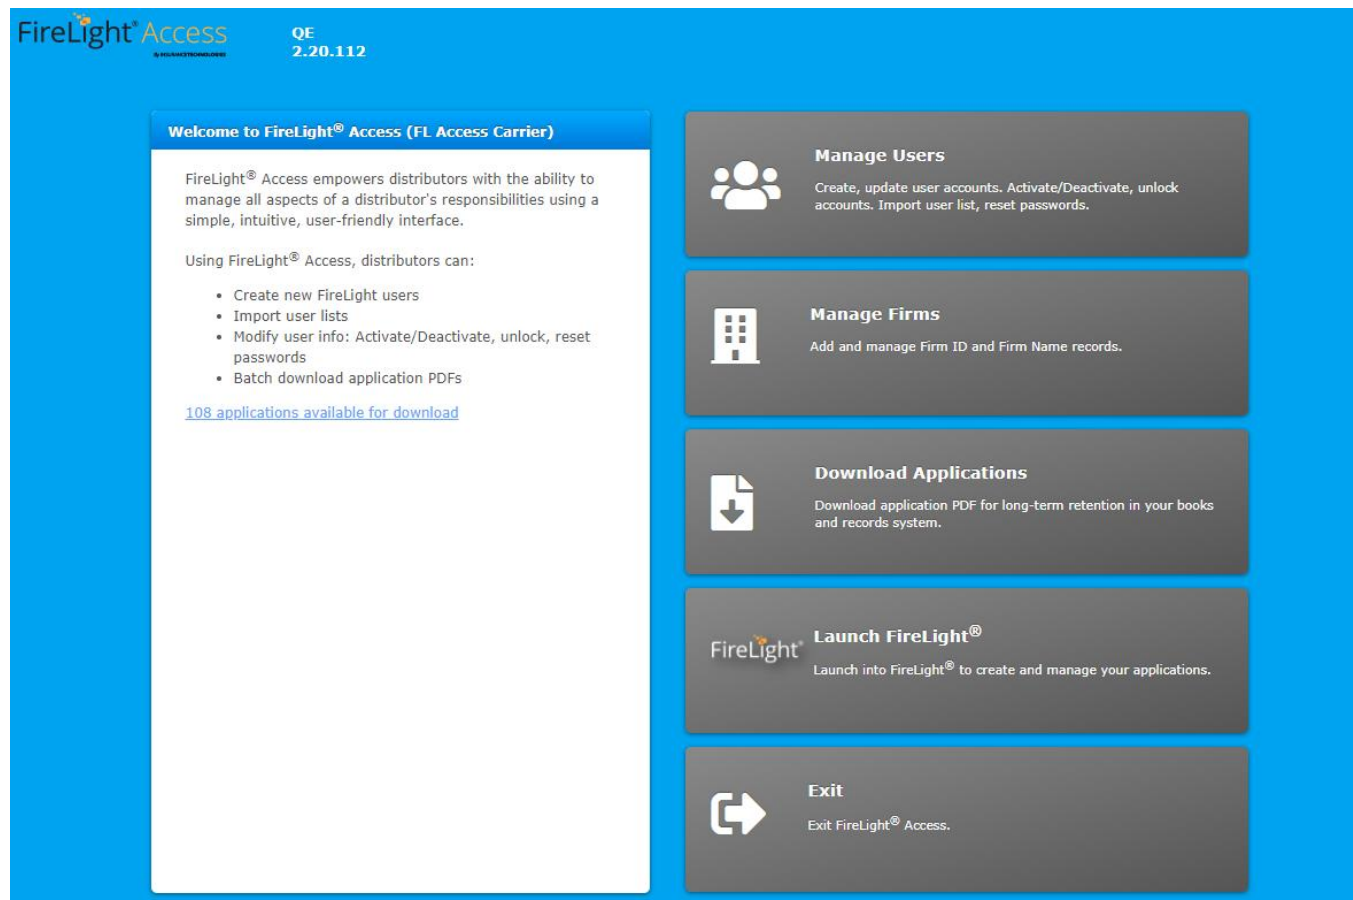 FireLight® Access
By INSURANCETECHNOLOGIES
QE
2.20.112
Welcome to FireLight® Access (FL Access Carrier)
FireLight® Access empowers distributors with the ability to
manage all aspects of a distributor's responsibilities using a
simple, intuitive, user-friendly interface.
Using FireLight® Access, distributors can:
• Create new FireLight users
• Import user lists
• Modify user info: Activate/Deactivate, unlock, reset
passwords
• Batch download application PDFs
108 applications available for download
Manage Users
Create, update user accounts. Activate/Deactivate, unlock
accounts. Import user list, reset passwords.
Manage Firms
Add and manage Firm ID and Firm Name records.
Download Applications
Download application PDF for long-term retention in your books
and records system.
FireLight®
Launch FireLight®
Launch into FireLight® to create and manage your applications.
Exit
Exit FireLight® Access.